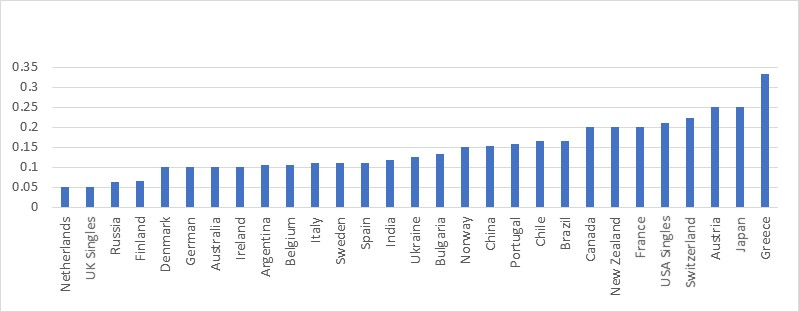 0.35
0.3
0.25
0.2
0.15
0.1
0.05
0
Netherlands
UK Singles
Russia
Finland
Denmark
German
Australia
Ireland
Argentina
Belgium
Italy
Sweden
Spain
India
Ukraine
Bulgaria
Norway
China
Portugal
Chile
Brazil
Canada
New Zealand
France
USA Singles
Switzerland
Austria
Japan
Greece